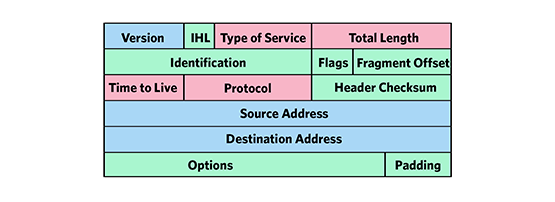 Version IHL Type of Service Total Length
Identification Flags Fragment Offset
Time to Live Protocol Header Checksum
Source Address
Destination Address
Options Padding